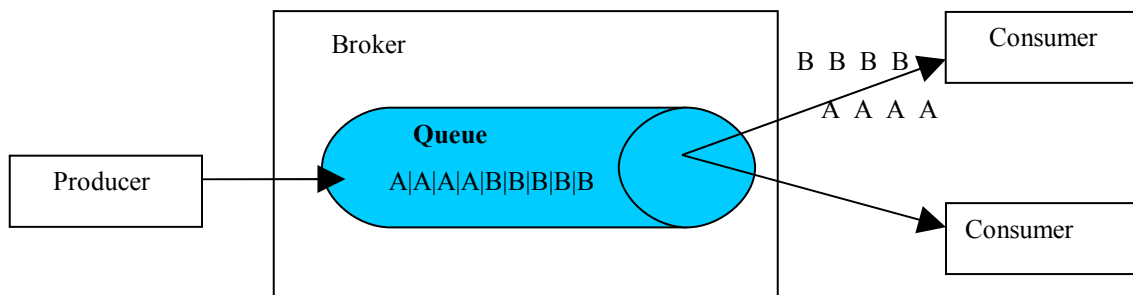 Broker
Consumer
B B B B
A A A A
Queue
A|A|A|A|B|B|B|B|B
Producer
Consumer